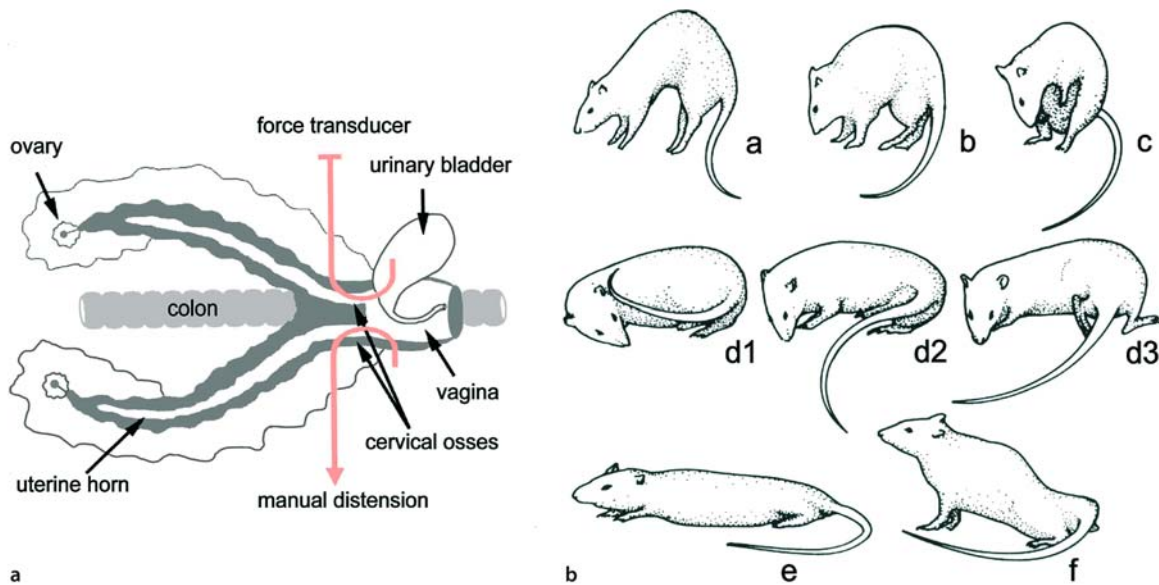 force transducer
ovary
urinary bladder
colon
vagina
cervical osses
uterine horn
manual distension
a
a
b
c
d1
d2
d3
e
f
b